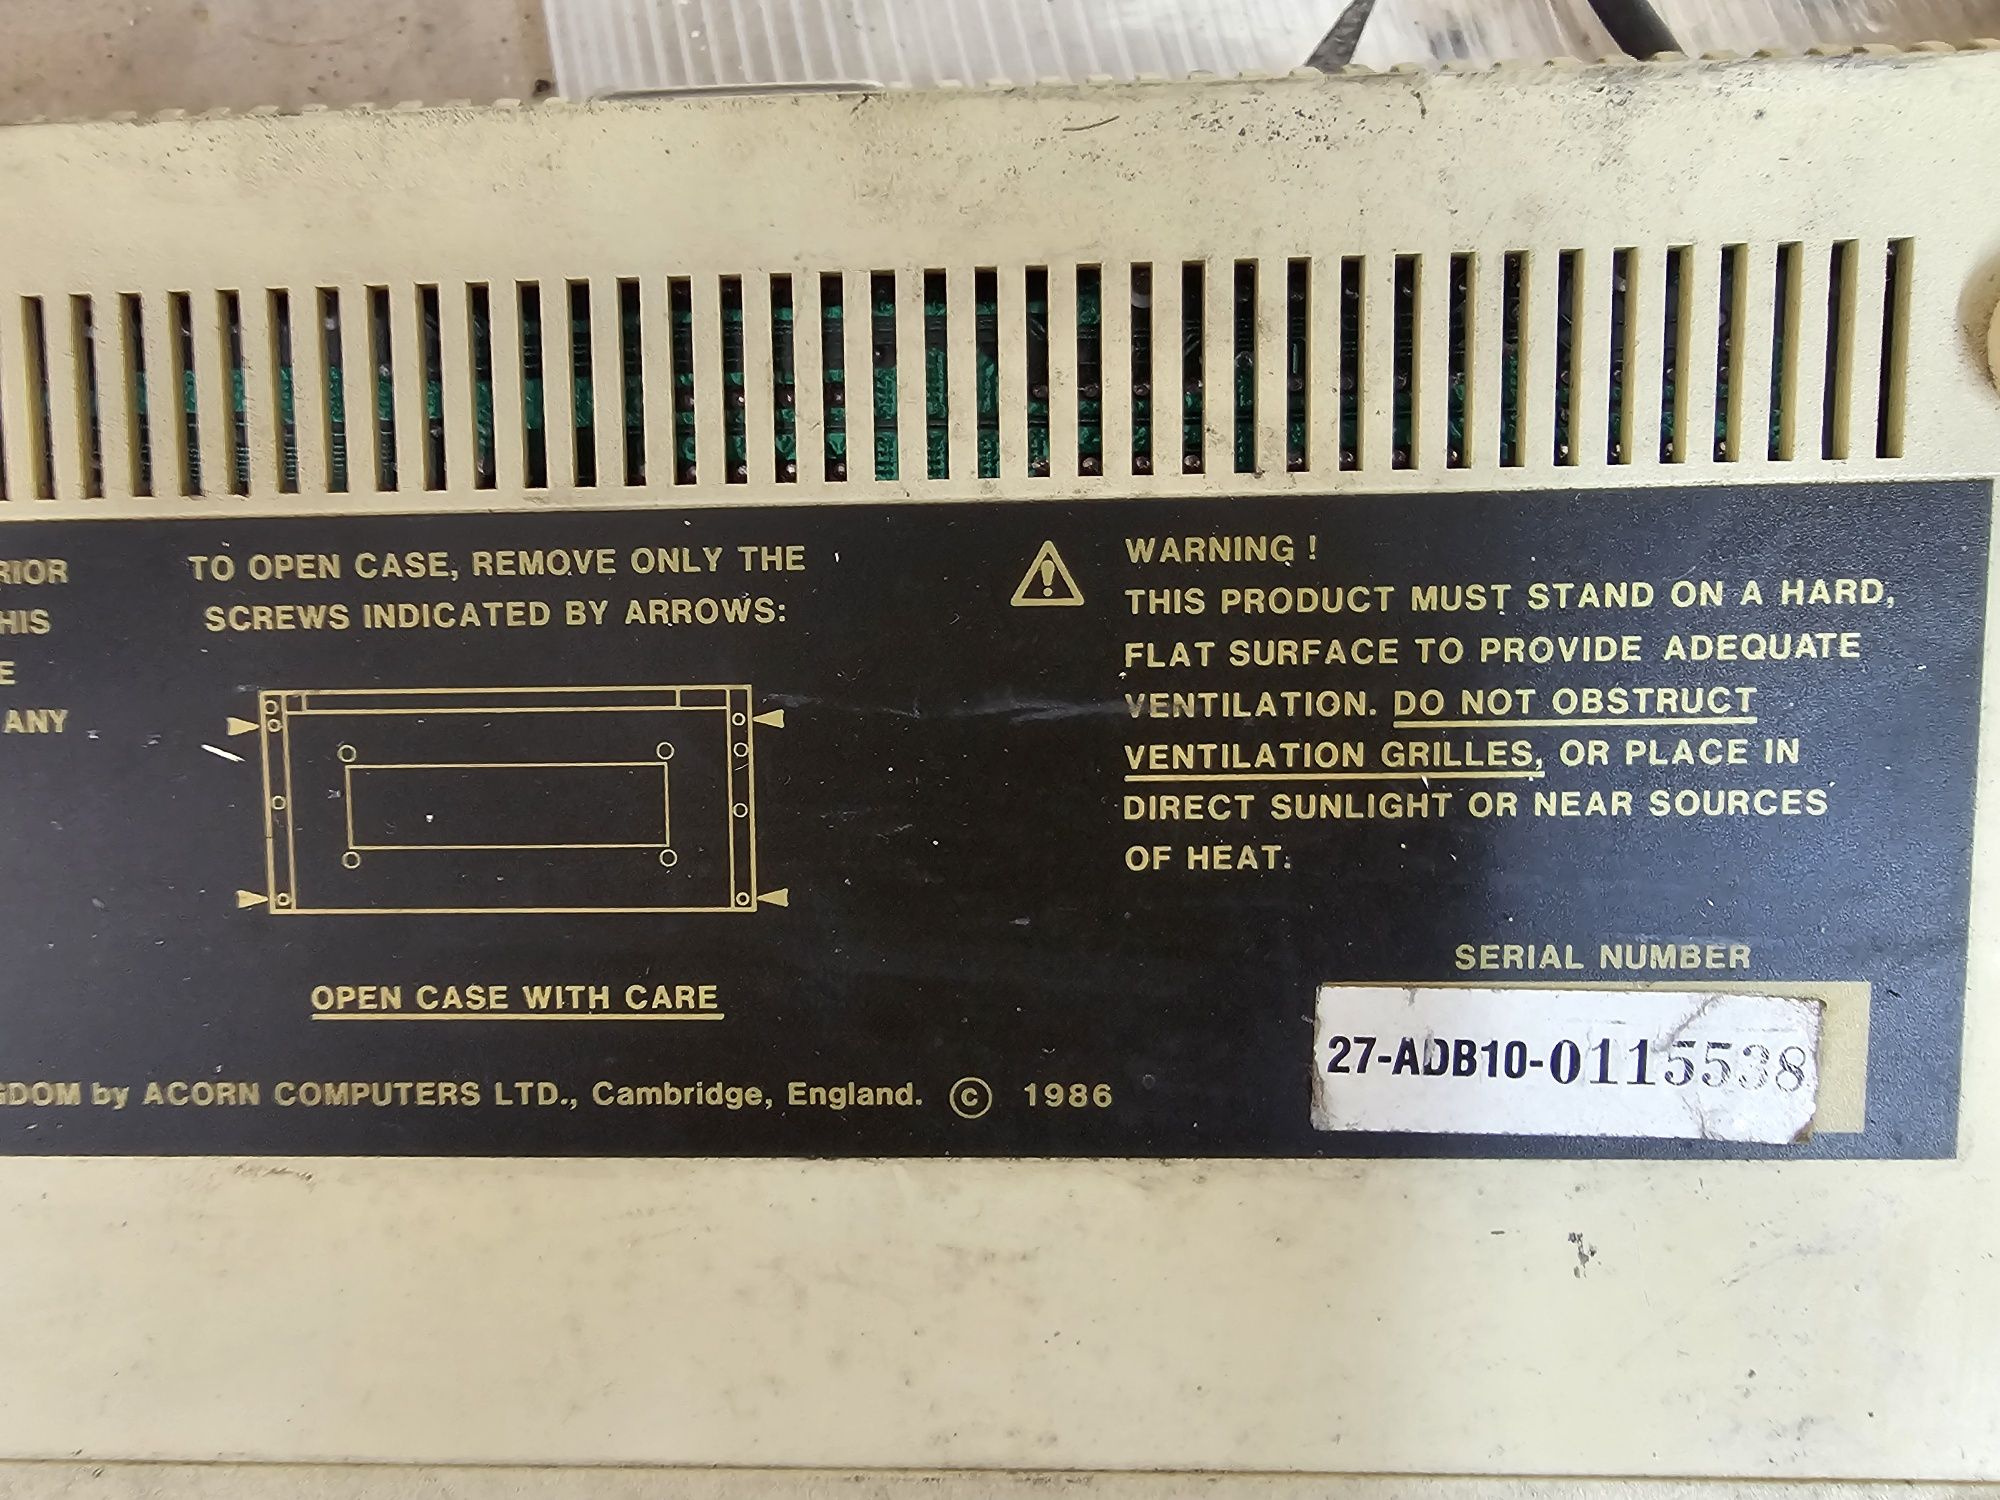 RIOR
HIS
E
ANY
TO OPEN CASE, REMOVE ONLY THE
SCREWS INDICATED BY ARROWS:
OPEN CASE WITH CARE
WARNING !
THIS PRODUCT MUST STAND ON A HARD,
FLAT SURFACE TO PROVIDE ADEQUATE
VENTILATION. DO NOT OBSTRUCT
VENTILATION GRILLES, OR PLACE IN
DIRECT SUNLIGHT OR NEAR SOURCES
OF HEAT.
SERIAL NUMBER
27-ADB10-0115538
GDOM by ACORN COMPUTERS LTD., Cambridge, England. © 1986